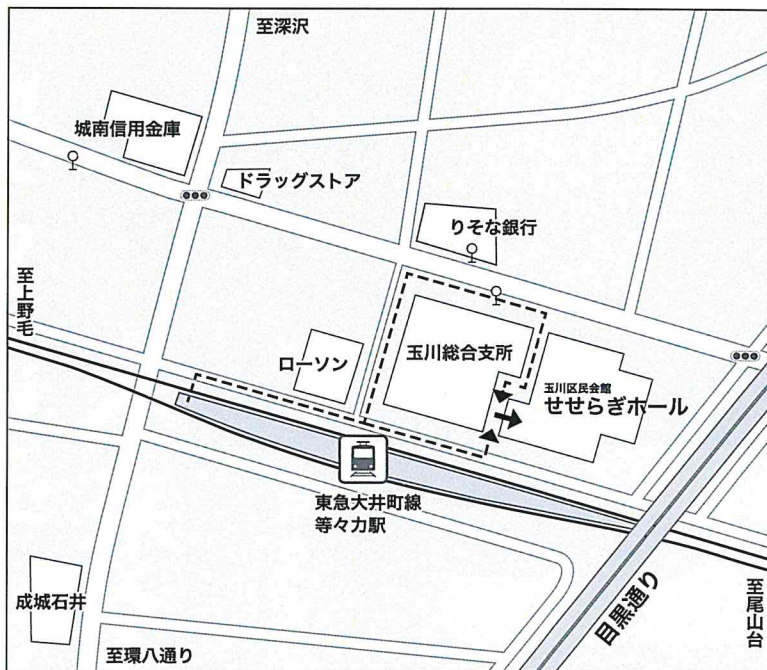 至深沢
城南信用金庫
ドラッグストア
りそな銀行
至上野毛
ローソン
玉川総合支所
玉川区民会館
せせらぎホール
東急大井町線
等々力駅
成城石井
至環八通り
目黒通り
至尾山台